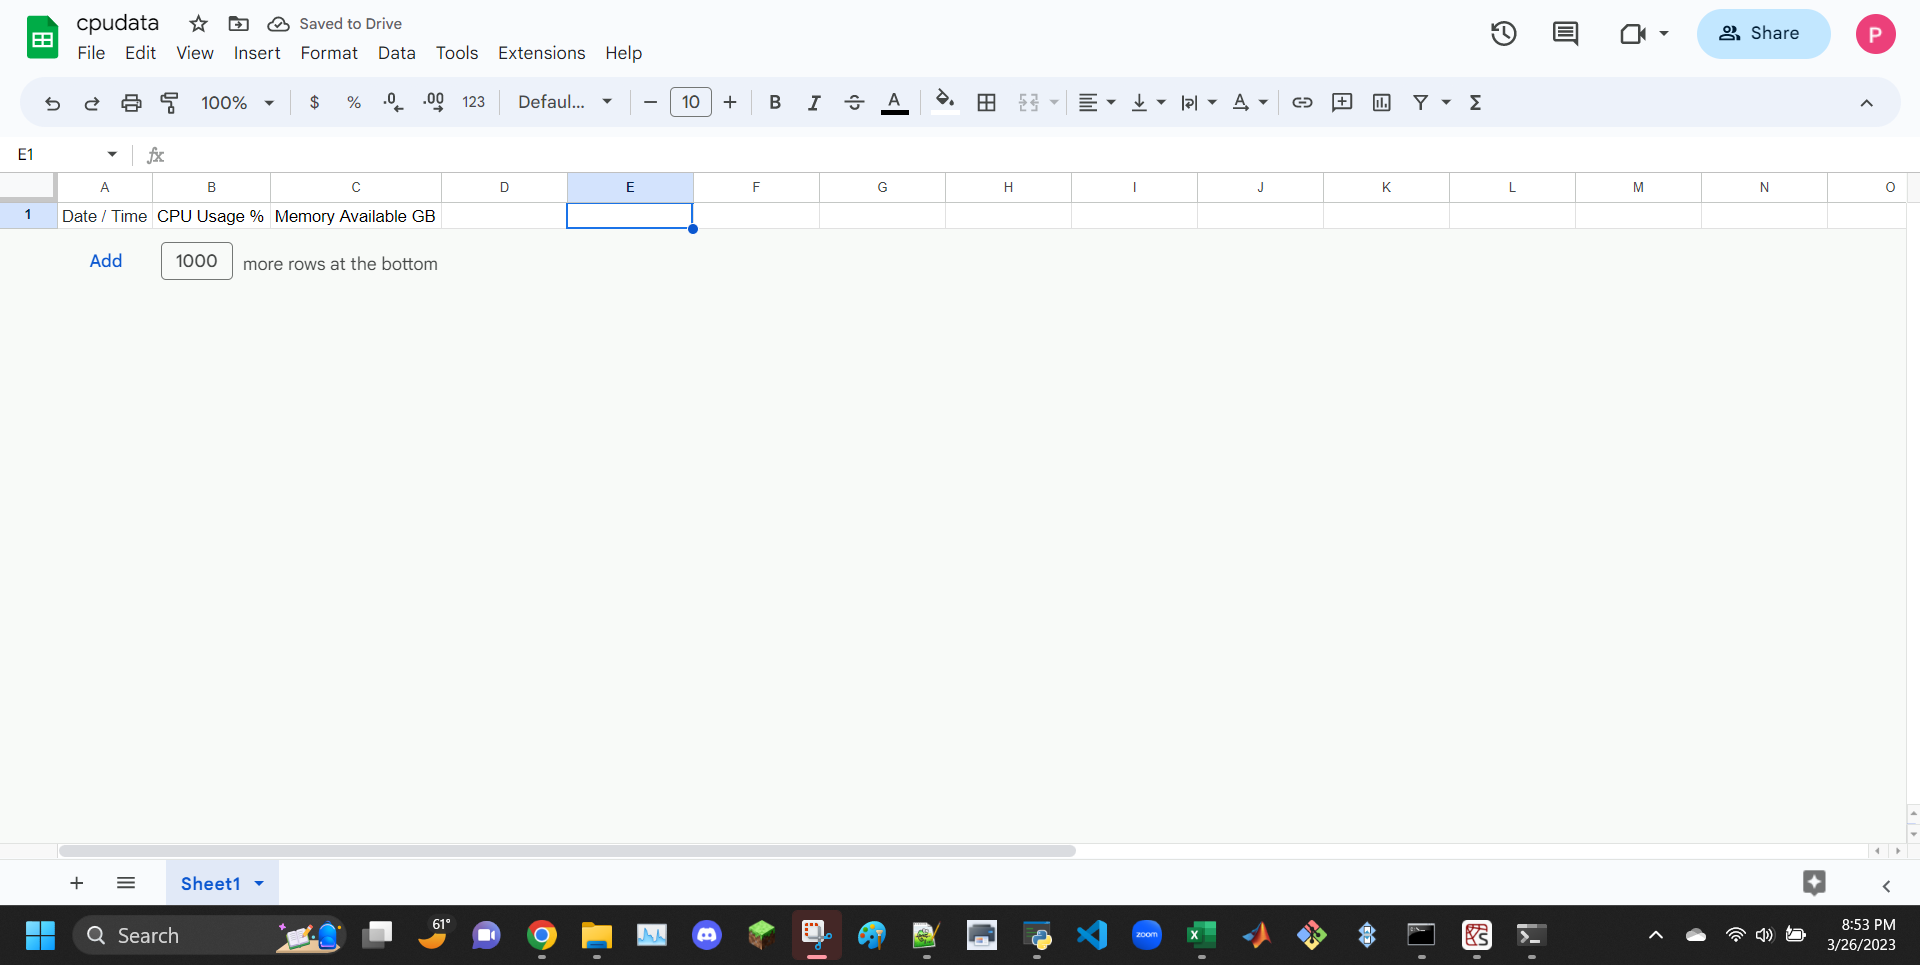 cpudata Saved to Drive
File Edit View Insert Format Data Tools Extensions Help
Share
P
100% $ % .0 .00 123 Defaul... 10 B I A A Σ
E1 fx
A B C D E F G H I J K L M N O
1 Date / Time CPU Usage % Memory Available GB
Add 1000 more rows at the bottom
Sheet1
Search 61° zoom
8:53 PM
3/26/2023